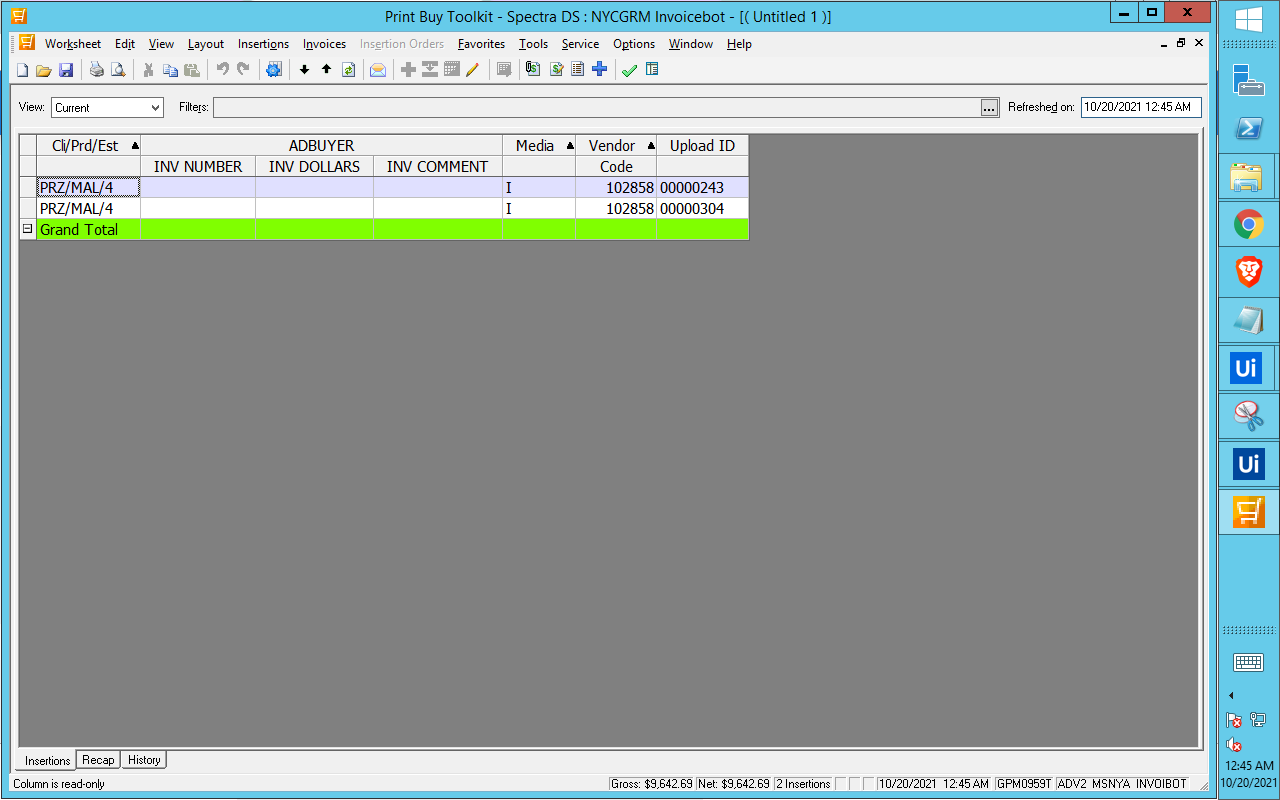 Print Buy Toolkit - Spectra DS : NYCGRM Invoicebot - [( Untitled 1 )]
Worksheet Edit View Layout Insertions Invoices Insertion Orders Favorites Tools Service Options Window Help
View: Current Filters: ... Refreshed on: 10/20/2021 12:45 AM
Cli/Prd/Est ADBUYER Media Vendor Upload ID
INV NUMBER INV DOLLARS INV COMMENT Code
PRZ/MAL/4 I 102858 00000243
PRZ/MAL/4 I 102858 00000304
Grand Total
Ui
Ui
Insertions Recap History
Column is read-only Gross: $9,642.69 Net: $9,642.69 2 Insertions 10/20/2021 12:45 AM GPM0959T ADV2 MSNYA INVOIBOT
12:45 AM
10/20/2021